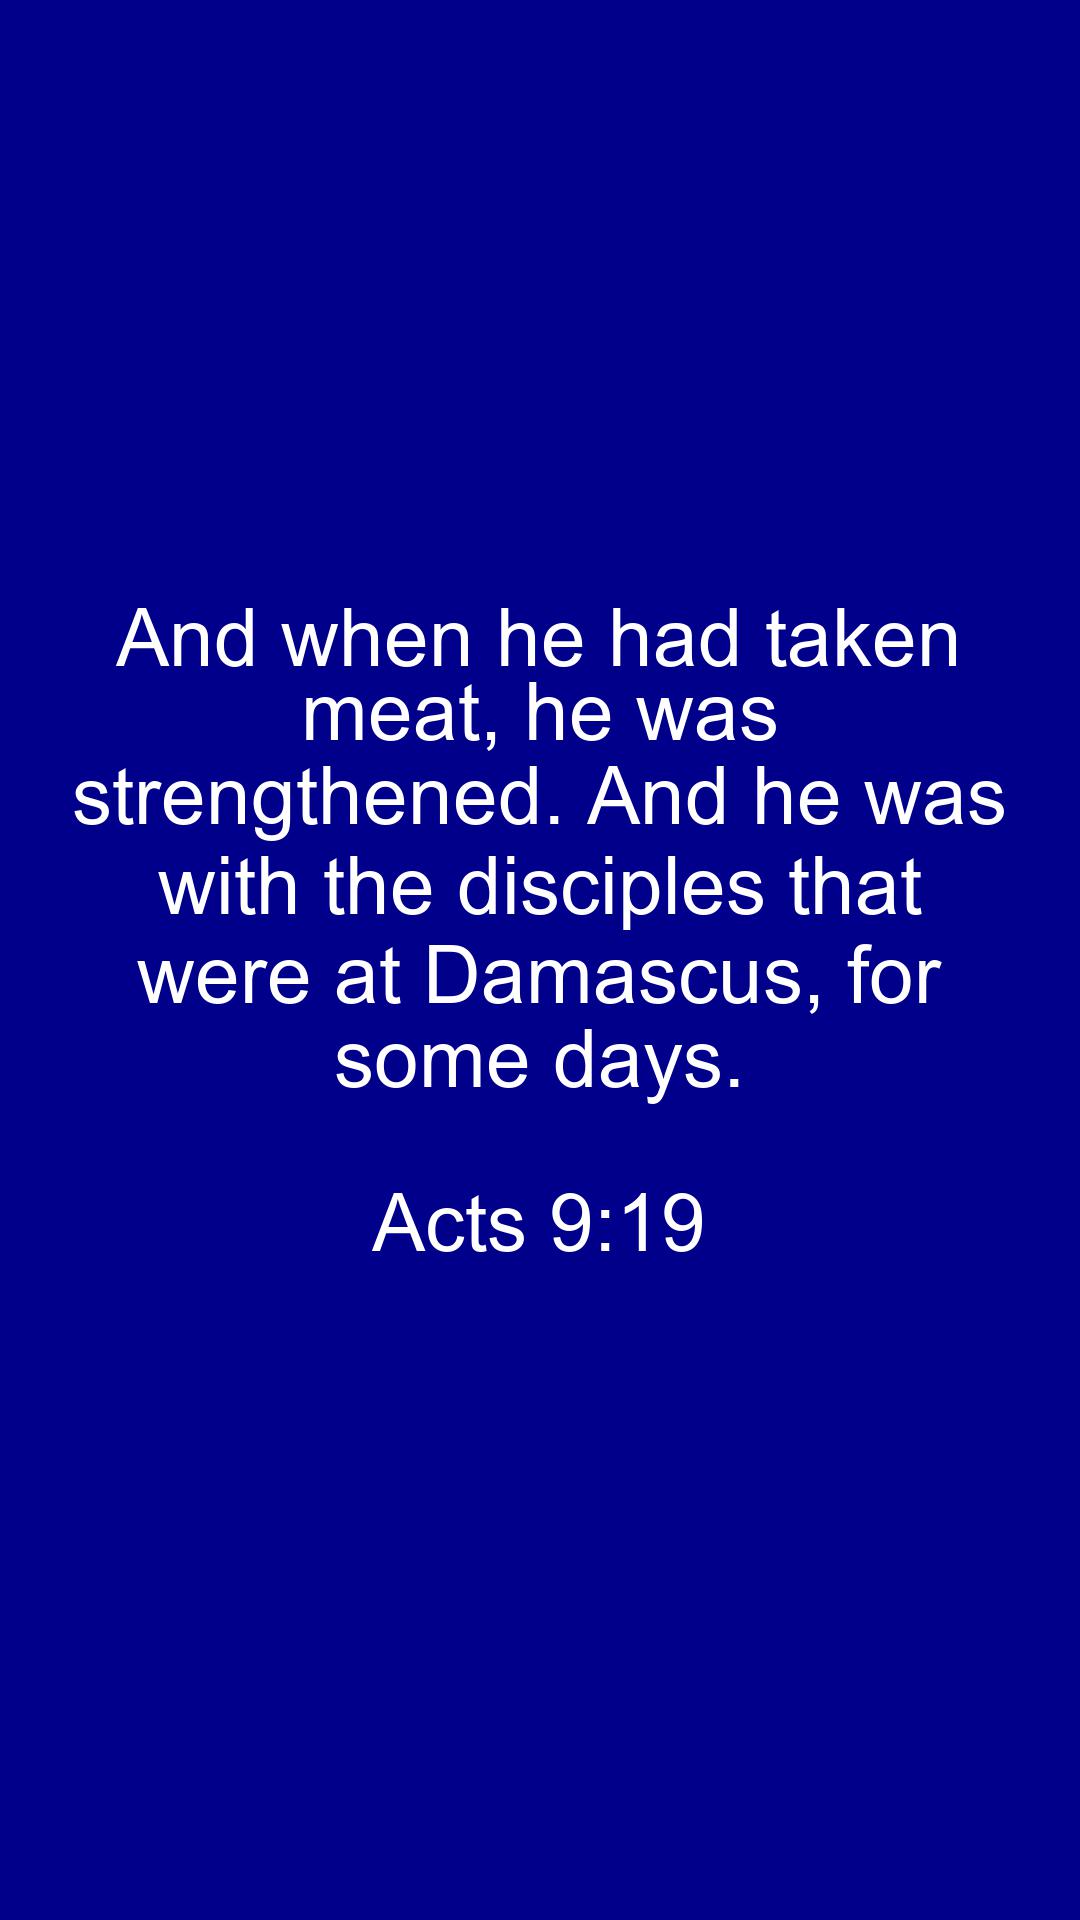 And when he had taken
meat, he was
strengthened. And he was
with the disciples that
were at Damascus, for
some days.
Acts 9:19